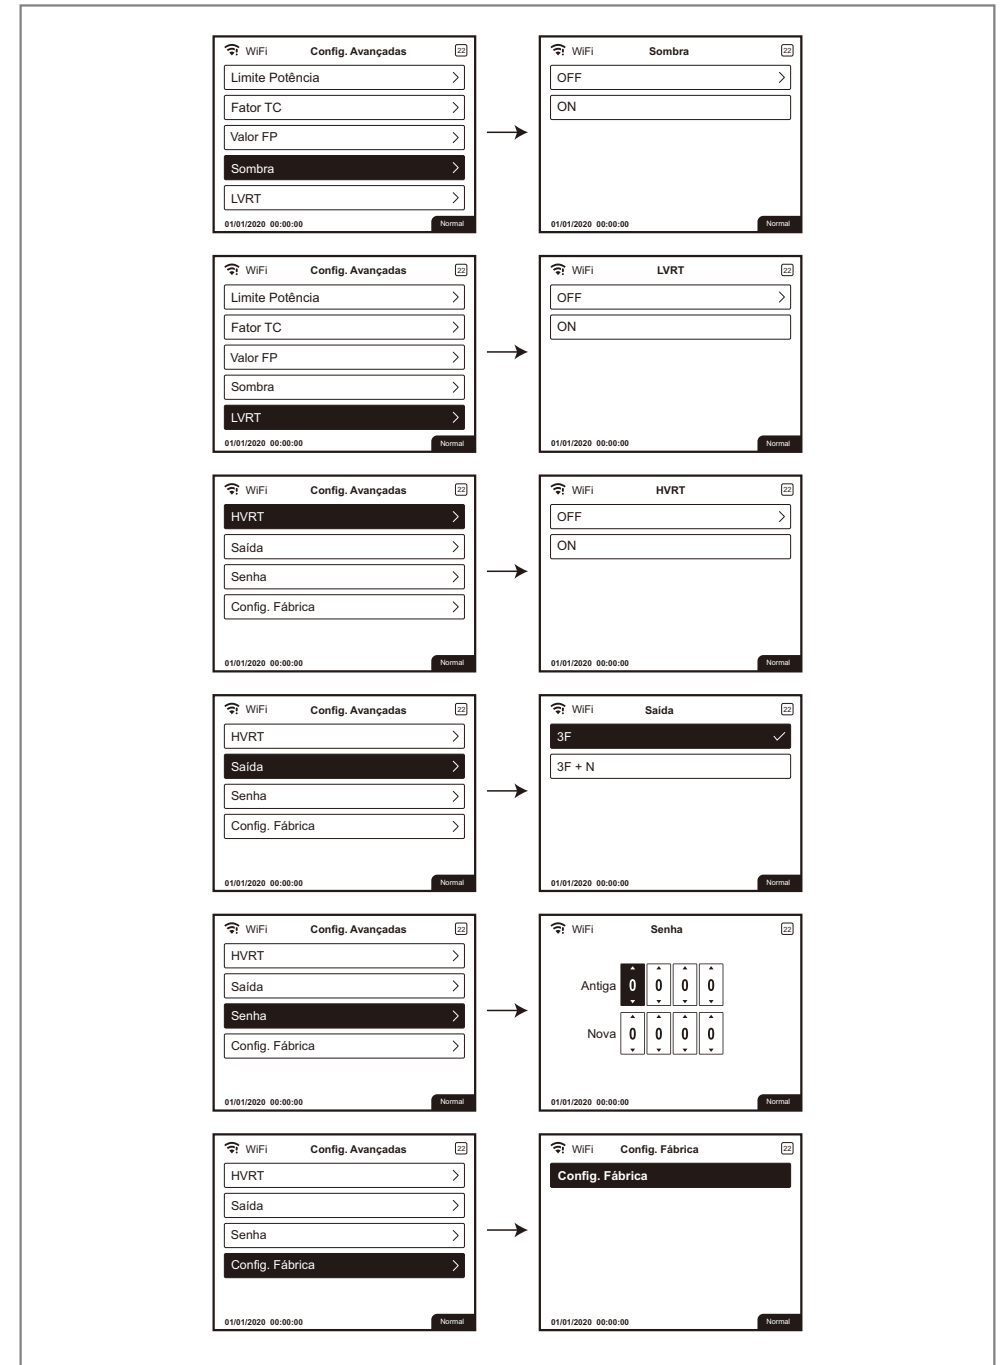 WiFi Config. Avançadas 22
Limite Potência
Fator TC
Valor FP
Sombra
LVRT
01/01/2020 00:00:00 Normal
WiFi Sombra 22
OFF
ON
01/01/2020 00:00:00 Normal
WiFi Config. Avançadas 22
Limite Potência
Fator TC
Valor FP
Sombra
LVRT
01/01/2020 00:00:00 Normal
WiFi LVRT 22
OFF
ON
01/01/2020 00:00:00 Normal
WiFi Config. Avançadas 22
HVRT
Saída
Senha
Config. Fábrica
01/01/2020 00:00:00 Normal
WiFi HVRT 22
OFF
ON
01/01/2020 00:00:00 Normal
WiFi Config. Avançadas 22
HVRT
Saída
Senha
Config. Fábrica
01/01/2020 00:00:00 Normal
WiFi Saída 22
3F
3F + N
01/01/2020 00:00:00 Normal
WiFi Config. Avançadas 22
HVRT
Saída
Senha
Config. Fábrica
01/01/2020 00:00:00 Normal
WiFi Senha 22
Antiga 0 0 0 0
Nova 0 0 0 0
01/01/2020 00:00:00 Normal
WiFi Config. Avançadas 22
HVRT
Saída
Senha
Config. Fábrica
01/01/2020 00:00:00 Normal
WiFi Config. Fábrica 22
Config. Fábrica
01/01/2020 00:00:00 Normal